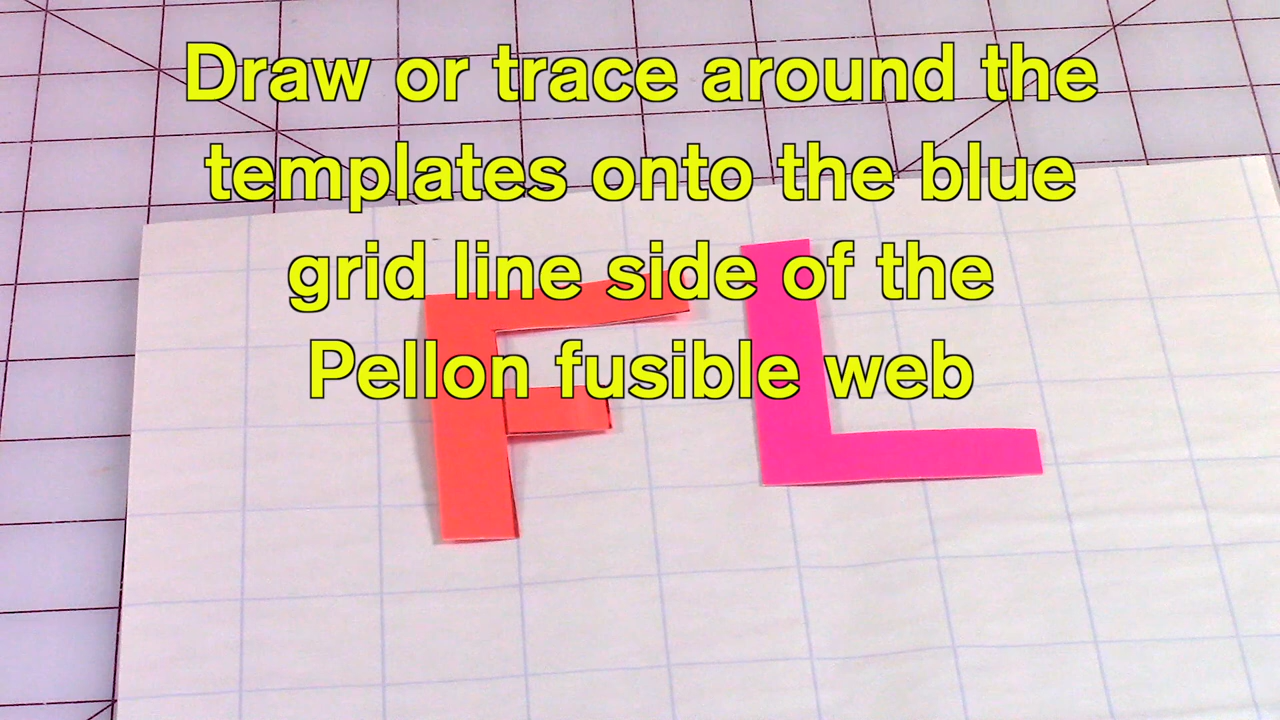 Draw or trace around the
templates onto the blue
grid line side of the
Pellon fusible web
F L